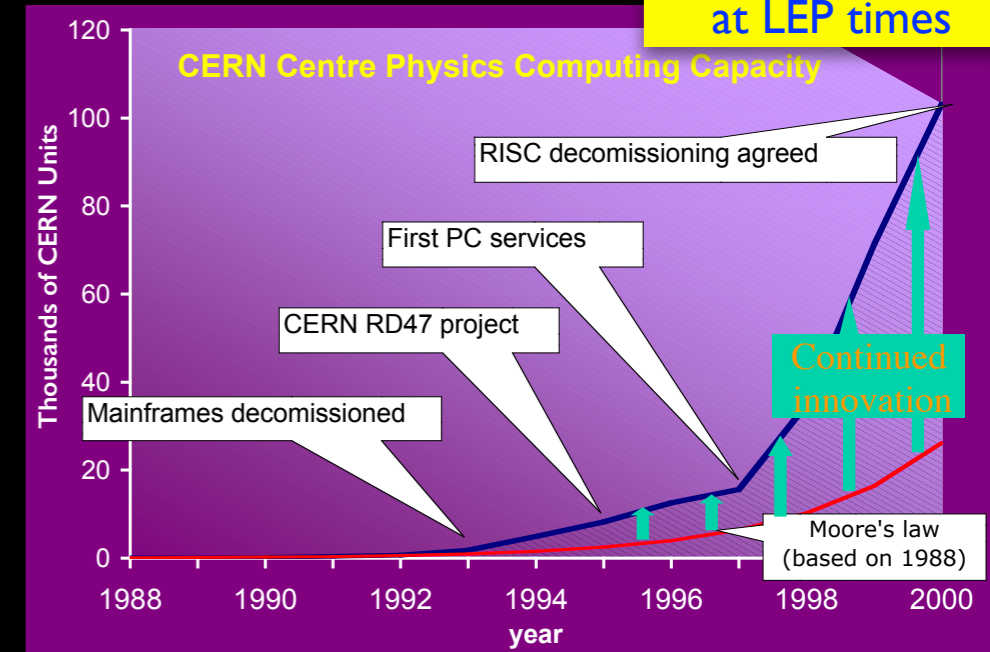 at LEP times
CERN Centre Physics Computing Capacity
Thousands of CERN Units
120
100
80
60
40
20
0
RISC decomissioning agreed
First PC services
CERN RD47 project
Mainframes decomissioned
Continued
innovation
Moore's law
(based on 1988)
1988 1990 1992 1994 1996 1998 2000
year